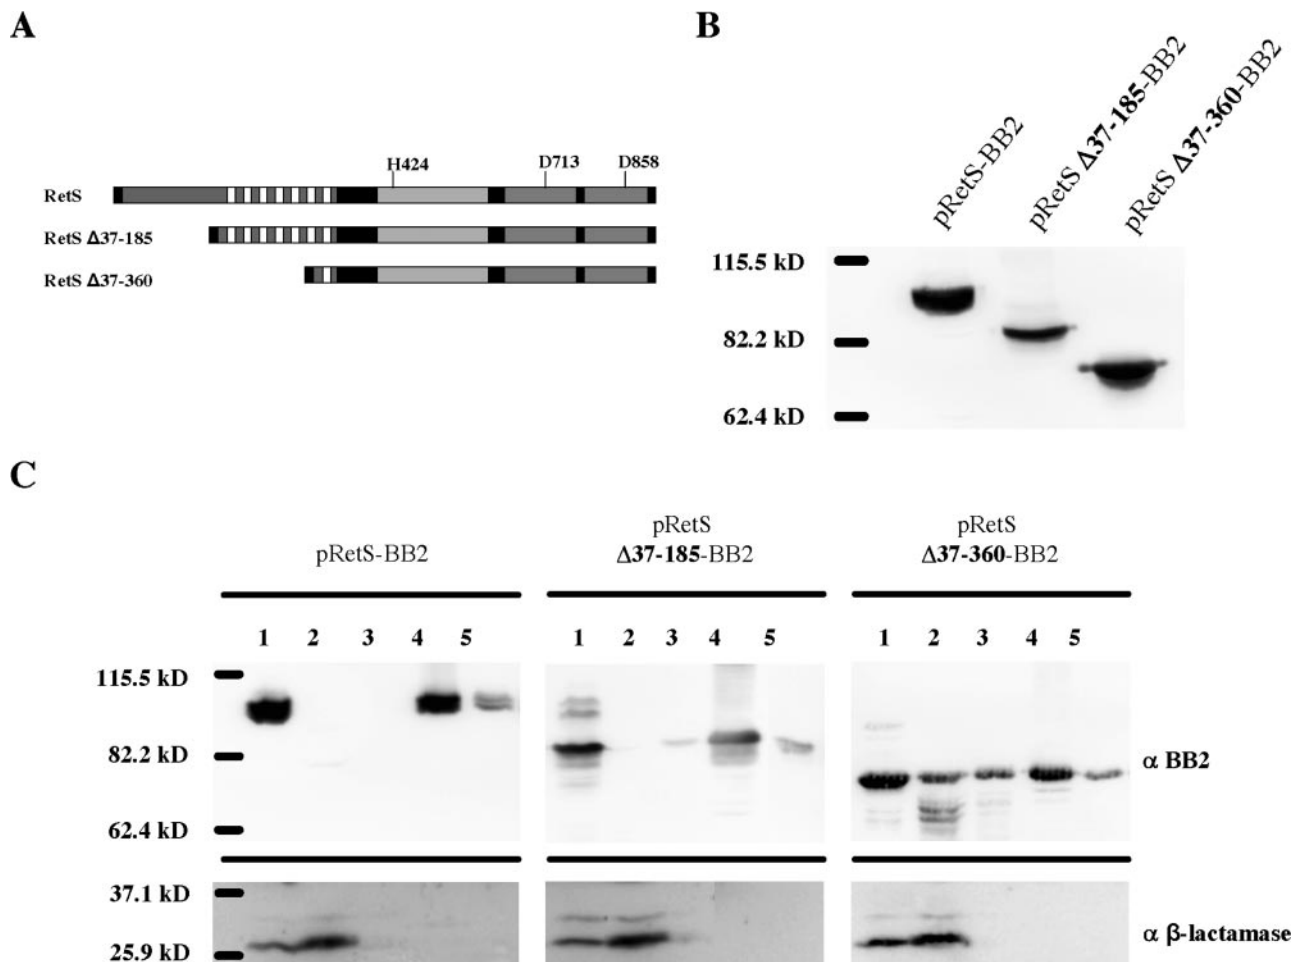 A
B
H424 D713 D858
RetS
RetS Δ37-185
RetS Δ37-360
pRetS-BB2
pRetS Δ37-185-BB2
pRetS Δ37-360-BB2
115.5 kD
82.2 kD
62.4 kD
C
pRetS-BB2
pRetS
Δ37-185-BB2
pRetS
Δ37-360-BB2
1 2 3 4 5
1 2 3 4 5
1 2 3 4 5
115.5 kD
82.2 kD
62.4 kD
α BB2
37.1 kD
25.9 kD
α β-lactamase